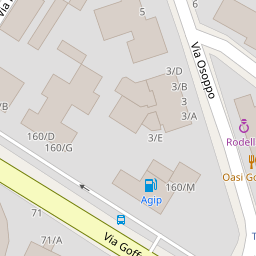 5
3/D
3/B
3
3/A
Via Osoppo
/B
160/D
160/G
3/E
Rodell
Oasi Go
160/M
Agip
71
71/A
Via Goff